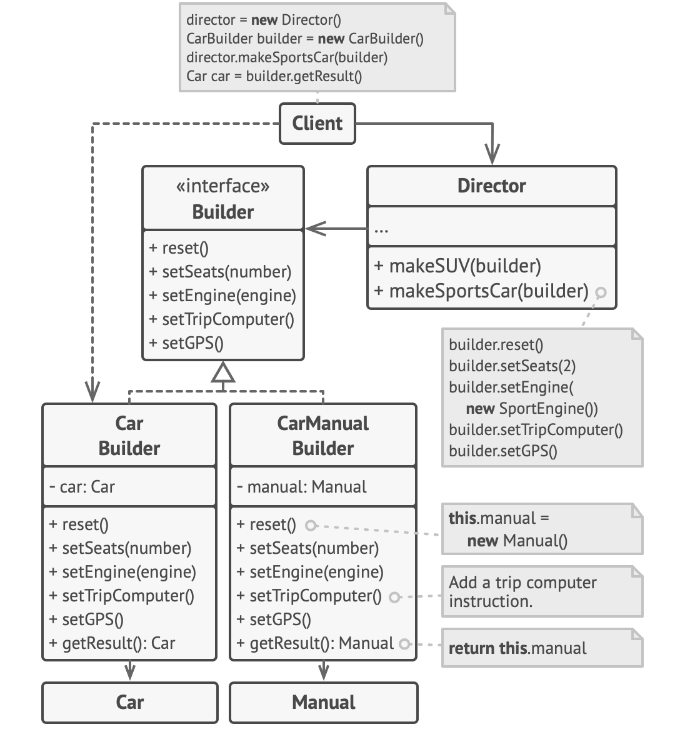 director = new Director()
CarBuilder builder = new CarBuilder()
director.makeSportsCar(builder)
Car car = builder.getResult()
Client
«interface»
Builder
+ reset()
+ setSeats(number)
+ setEngine(engine)
+ setTripComputer()
+ setGPS()
Director
...
+ makeSUV(builder)
+ makeSportsCar(builder)
builder.reset()
builder.setSeats(2)
builder.setEngine(
new SportEngine())
builder.setTripComputer()
builder.setGPS()
Car
Builder
- car: Car
+ reset()
+ setSeats(number)
+ setEngine(engine)
+ setTripComputer()
+ setGPS()
+ getResult(): Car
CarManual
Builder
- manual: Manual
+ reset()
+ setSeats(number)
+ setEngine(engine)
+ setTripComputer()
+ setGPS()
+ getResult(): Manual
this.manual =
new Manual()
Add a trip computer
instruction.
return this.manual
Car
Manual